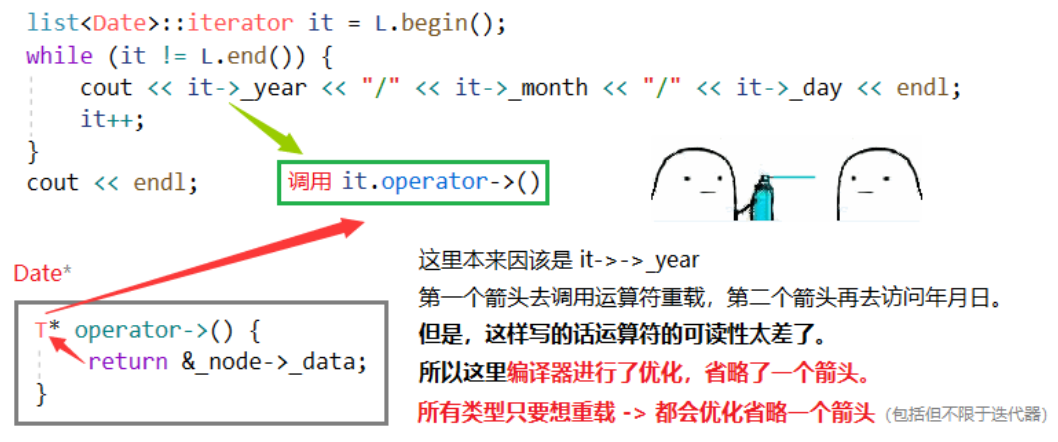 list<Date>::iterator it = L.begin();
while (it != L.end()) {
cout << it->_year << "/" << it->_month << "/" << it->_day << endl;
it++;
}
cout << endl;
调用 it.operator->()
Date*
T* operator->() {
return &_node->_data;
}
这里本来因该是 it->->_year
第一个箭头去调用运算符重载，第二个箭头再去访问年月日。
但是，这样写的话运算符的可读性太差了。
所以这里编译器进行了优化，省略了一个箭头。
所有类型只要想重载 -> 都会优化省略一个箭头 (包括但不限于迭代器)